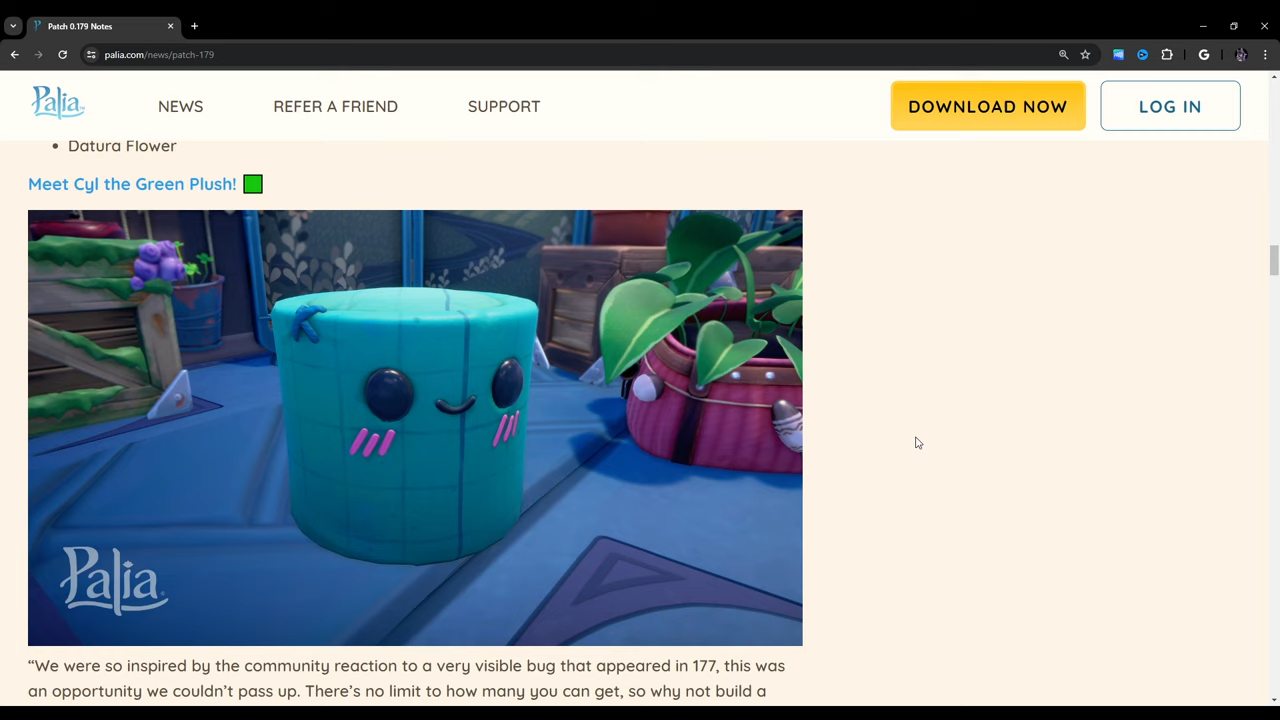 Patch 0.179 Notes
palia.com/news/patch-179
Palia
NEWS
REFER A FRIEND
SUPPORT
DOWNLOAD NOW
LOG IN
Datura Flower
Meet Cyl the Green Plush!
Palia
“We were so inspired by the community reaction to a very visible bug that appeared in 177, this was
an opportunity we couldn’t pass up. There’s no limit to how many you can get, so why not build a